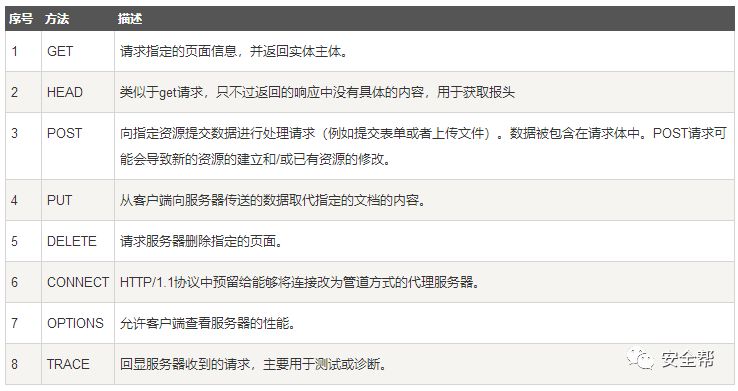 序号 方法 描述
1 GET 请求指定的页面信息，并返回实体主体。
2 HEAD 类似于get请求，只不过返回的响应中没有具体的内容，用于获取报头
3 POST 向指定资源提交数据进行处理请求（例如提交表单或者上传文件）。数据被包含在请求体中。POST请求可
能会导致新的资源的建立和/或已有资源的修改。
4 PUT 从客户端向服务器传送的数据取代指定的文档的内容。
5 DELETE 请求服务器删除指定的页面。
6 CONNECT HTTP/1.1协议中预留给能够将连接改为管道方式的代理服务器。
7 OPTIONS 允许客户端查看服务器的性能。
8 TRACE 回显服务器收到的请求，主要用于测试或诊断。
安全帮